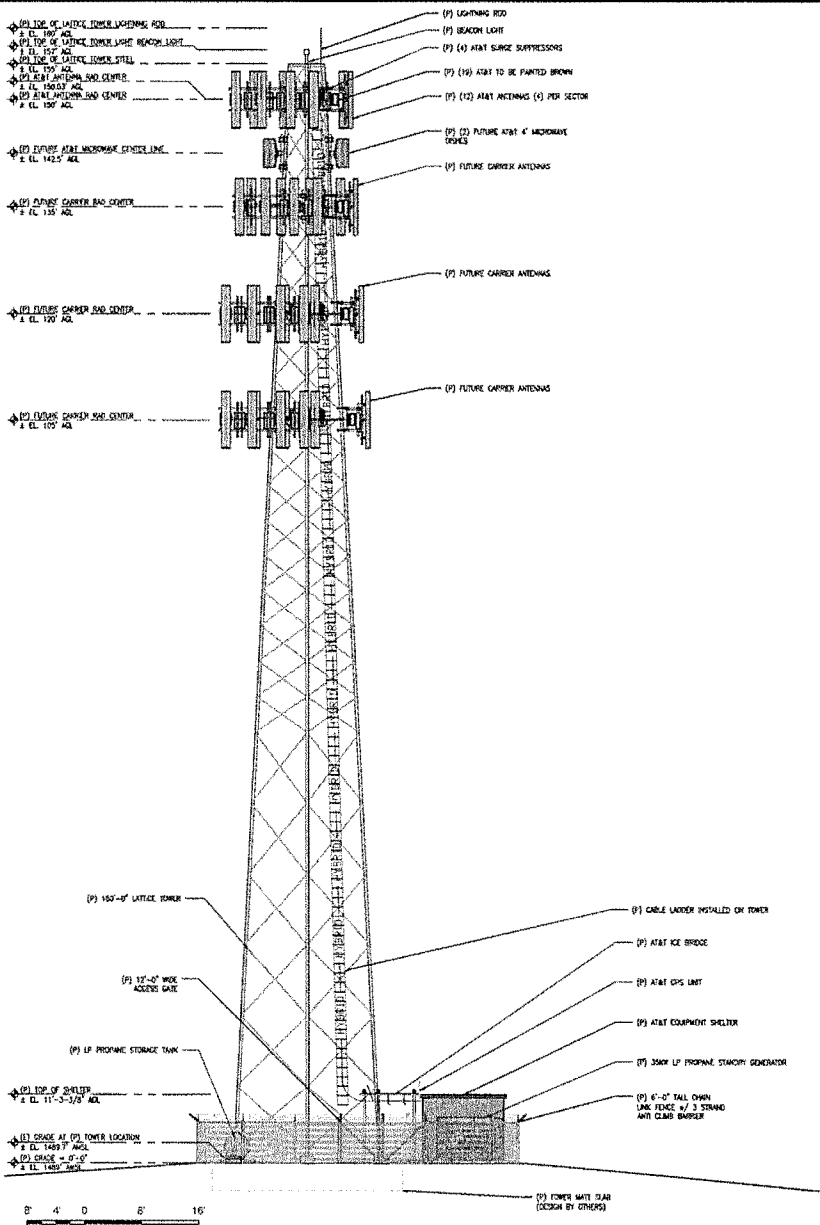 (P) TOP OF LATTICE TOWER LIGHTNING ROD
± EL. 160' AGL
(P) TOP OF LATTICE TOWER LIGHT BEACON LIGHT
± EL. 157' AGL
(P) TOP OF LATTICE TOWER STEEL
± EL. 155' AGL
(P) AT&T ANTENNA RAD CENTER
AGL
(P) AT&T ANTENNA RAD CENTER
± EL. 150' AGL
(P) FUTURE AT&T MICROWAVE CENTER LINE
± EL. 142.5' AGL
(P) FUTURE CARRIER RAD CENTER
± EL. 135' AGL
(P) FUTURE CARRIER RAD CENTER
± EL. 120' AGL
(P) FUTURE CARRIER RAD CENTER
± EL. 105' AGL
(P) LIGHTNING ROD
(P) BEACON LIGHT
(P) (4) AT&T SURGE SUPPRESSORS
(P) (19) AT&T TO BE PAINTED BROWN
(P) (12) AT&T ANTENNAS (4) PER SECTOR
(P) (2) FUTURE AT&T 4' MICROWAVE
DISHES
(P) FUTURE CARRIER ANTENNAS
(P) FUTURE CARRIER ANTENNAS
(P) FUTURE CARRIER ANTENNAS
HYBRID
HYBRID
HYBRID
HYBRID
HYBRID
(P) LATTICE TOWER
(P) 12'-0" WIDE
ACCESS GATE
(P) LP PROPANE STORAGE TANK
(P) TOP OF SHELTER
± EL. 11'-3-3/8" AGL
(E) GRADE AT (P) TOWER LOCATION
± EL. 1489.7' AMSL
(P) GRADE = 0'-0"
± EL. 1489' AMSL
(P) CABLE LADDER INSTALLED ON TOWER
(P) AT&T ICE BRIDGE
(P) AT&T GPS UNIT
(P) AT&T EQUIPMENT SHELTER
(P) 35KW LP PROPANE STANDBY GENERATOR
(P) 6'-0" TALL CHAIN
LINK FENCE w/ 3 STRAND
ANTI CLIMB BARRIER
(P) TOWER MATE SLAB
(DESIGN BY OTHERS)
8' 4' 0 8' 16'